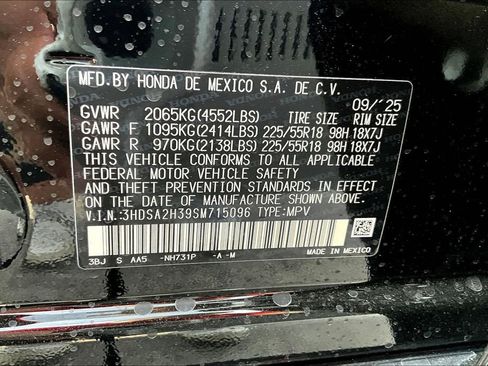 MFD.BY HONDA DE MEXICO S.A. DE C.V.
09/'25
GVWR 2065KG(4552LBS) TIRE SIZE RIM SIZE
GAWR F 1095KG(2414LBS) 225/55R18 98H 18X7J
GAWR R 970KG(2138LBS) 225/55R18 98H 18X7J
THIS VEHICLE CONFORMS TO ALL APPLICABLE
FEDERAL MOTOR VEHICLE SAFETY
AND THEFT PREVENTION STANDARDS IN EFFECT
ON THE DATE OF MANUFACTURE SHOWN ABOVE.
V.I.N.:3HDSA2H39SM715096 TYPE:MPV
3BJ S AA5 -NH731P -A-M MADE IN MEXICO